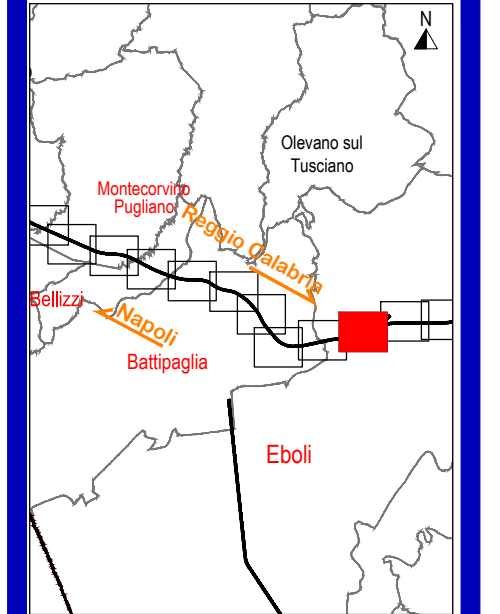 N
Olevano sul
Tusciano
Montecorvino
Pugliano
Reggio Calabria
Bellizzi
Napoli
Battipaglia
Eboli